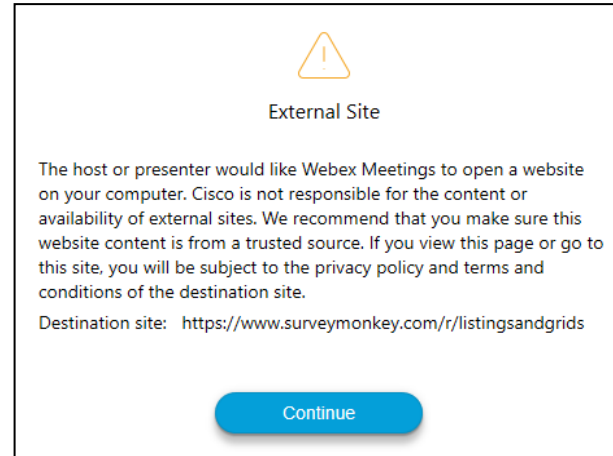 External Site
The host or presenter would like Webex Meetings to open a website
on your computer. Cisco is not responsible for the content or
availability of external sites. We recommend that you make sure this
website content is from a trusted source. If you view this page or go to
this site, you will be subject to the privacy policy and terms and
conditions of the destination site.
Destination site: https://www.surveymonkey.com/r/listingsandgrids
Continue